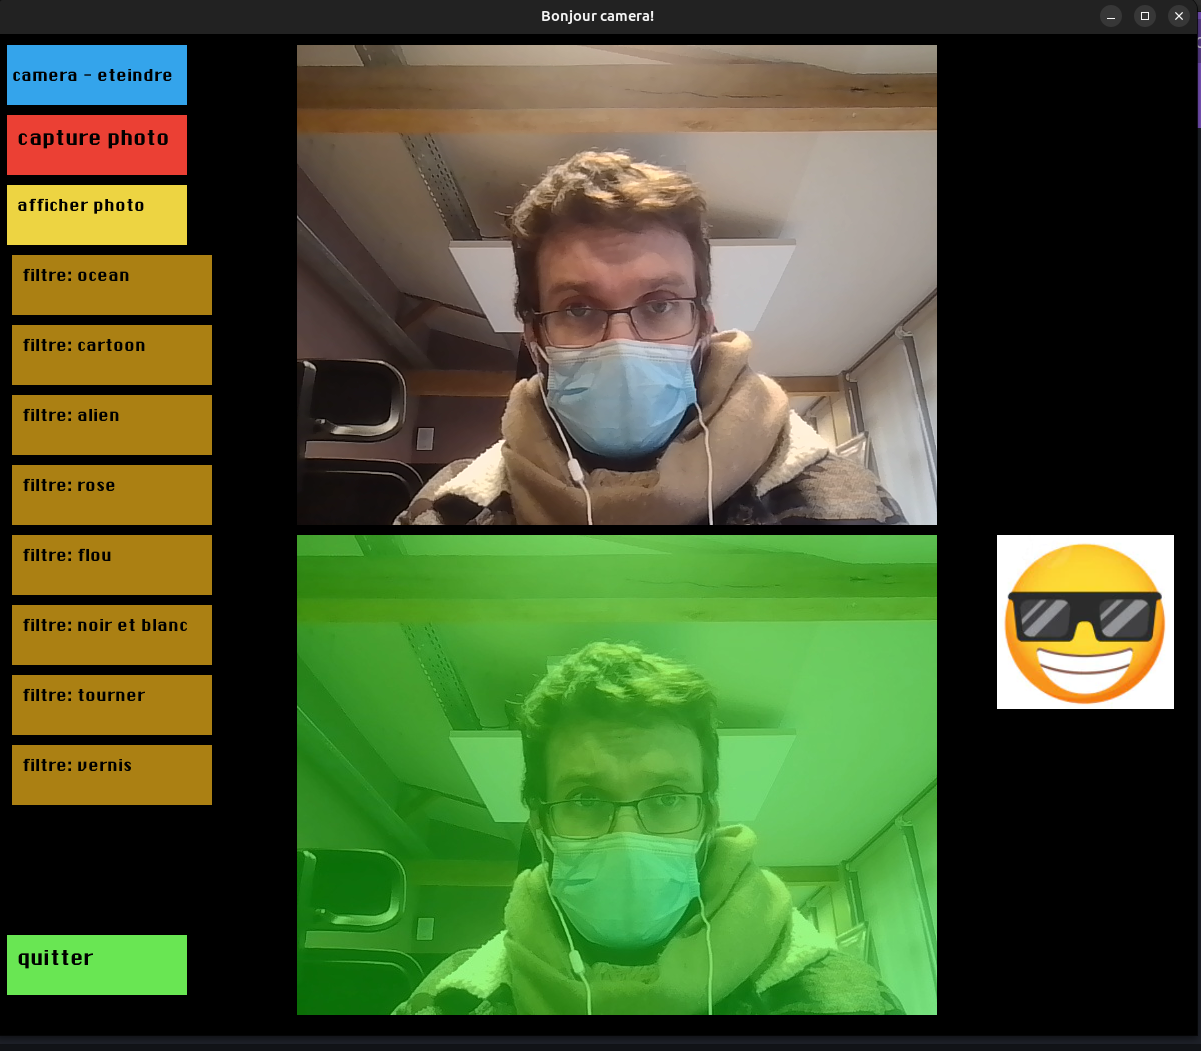 Bonjour camera!
camera - eteindre
capture photo
afficher photo
filtre: ocean
filtre: cartoon
filtre: alien
filtre: rose
filtre: flou
filtre: noir et blanc
filtre: tourner
filtre: vernis
quitter